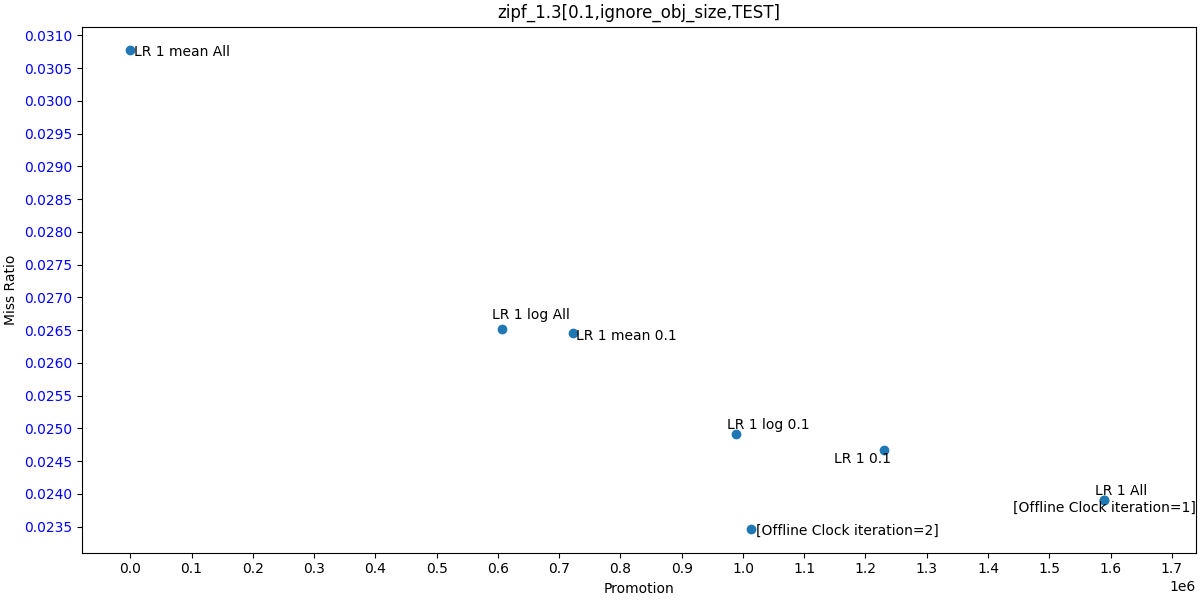 zipf_1.3[0.1,ignore_obj_size,TEST]
Miss Ratio
0.0310
0.0305
0.0300
0.0295
0.0290
0.0285
0.0280
0.0275
0.0270
0.0265
0.0260
0.0255
0.0250
0.0245
0.0240
0.0235
LR 1 mean All
LR 1 log All
LR 1 mean 0.1
LR 1 log 0.1
LR 1 0.1
LR 1 All
[Offline Clock iteration=1]
[Offline Clock iteration=2]
0.0 0.1 0.2 0.3 0.4 0.5 0.6 0.7 0.8 0.9 1.0 1.1 1.2 1.3 1.4 1.5 1.6 1.7
1e6
Promotion